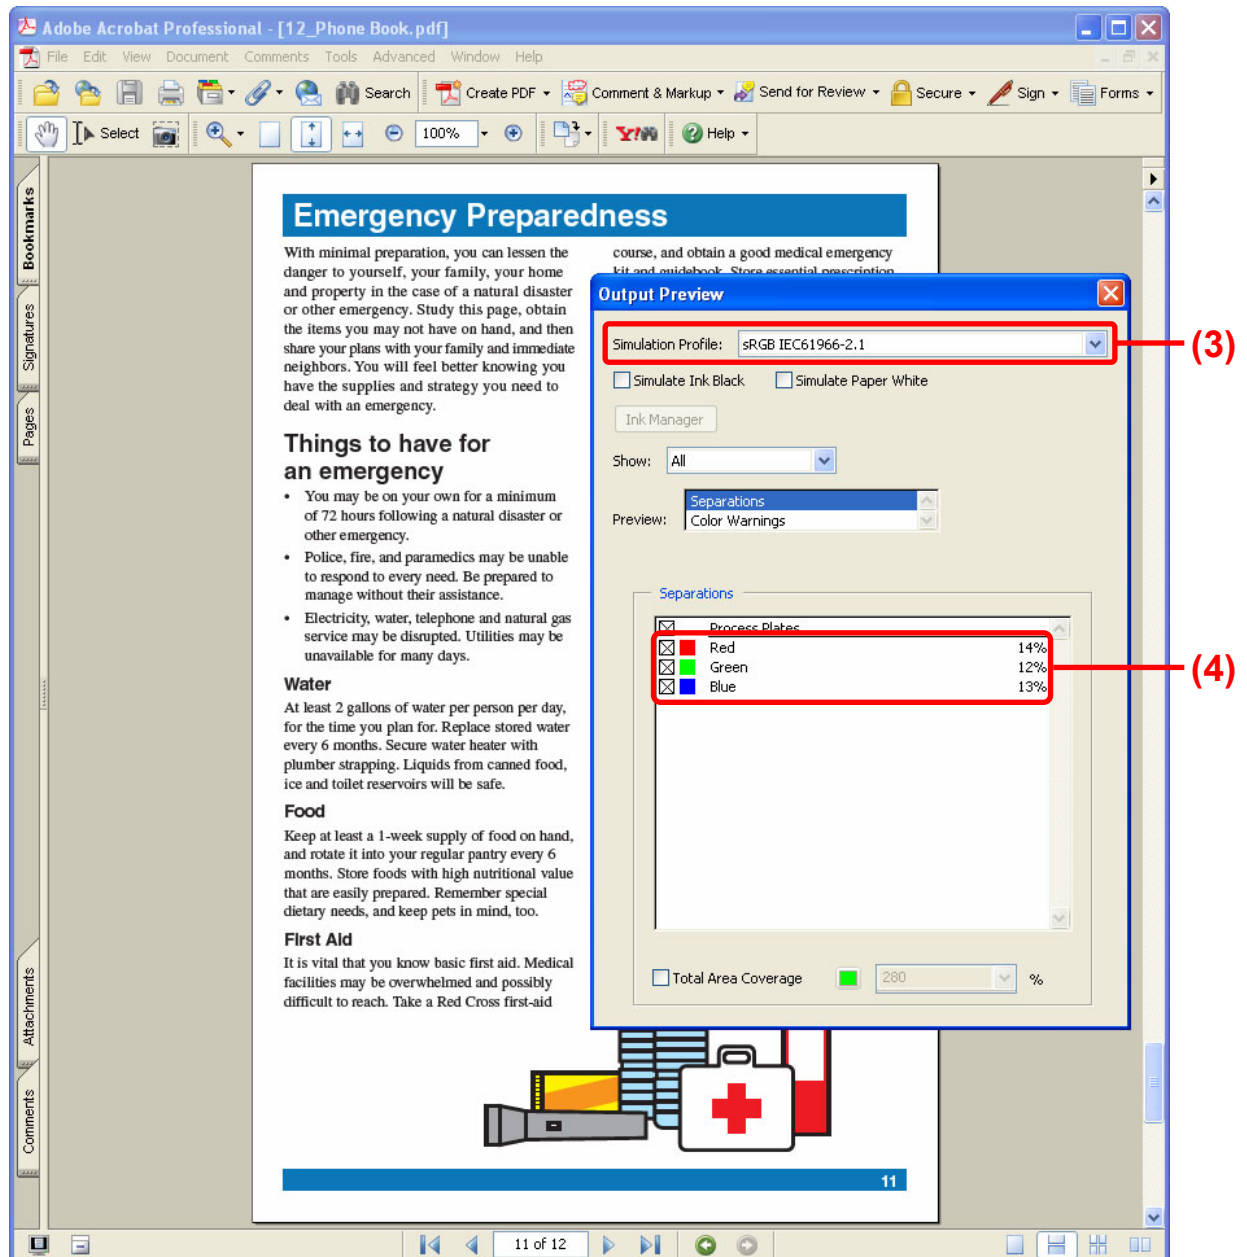 Adobe Acrobat Professional - [12_Phone Book.pdf]
File Edit View Document Comments Tools Advanced Window Help
Search Create PDF Comment & Markup Send for Review Secure Sign Forms
Select 100% Y! Help
Bookmarks
Signatures
Pages
Attachments
Comments
Emergency Preparedness
With minimal preparation, you can lessen the
danger to yourself, your family, your home
and property in the case of a natural disaster
or other emergency. Study this page, obtain
the items you may not have on hand, and then
share your plans with your family and immediate
neighbors. You will feel better knowing you
have the supplies and strategy you need to
deal with an emergency.
Things to have for
an emergency
• You may be on your own for a minimum
of 72 hours following a natural disaster or
other emergency.
• Police, fire, and paramedics may be unable
to respond to every need. Be prepared to
manage without their assistance.
• Electricity, water, telephone and natural gas
service may be disrupted. Utilities may be
unavailable for many days.
Water
At least 2 gallons of water per person per day,
for the time you plan for. Replace stored water
every 6 months. Secure water heater with
plumber strapping. Liquids from canned food,
ice and toilet reservoirs will be safe.
Food
Keep at least a 1-week supply of food on hand,
and rotate it into your regular pantry every 6
months. Store foods with high nutritional value
that are easily prepared. Remember special
dietary needs, and keep pets in mind, too.
First Aid
It is vital that you know basic first aid. Medical
facilities may be overwhelmed and possibly
difficult to reach. Take a Red Cross first-aid
course, and obtain a good medical emergency
kit and guidebook. Store essential prescription
Output Preview
Simulation Profile: sRGB IEC61966-2.1
(3)
Simulate Ink Black Simulate Paper White
Ink Manager
Show: All
Preview: Separations
Color Warnings
Separations
Process Plates
Red 14%
Green 12%
Blue 13%
(4)
Total Area Coverage 280 %
11
11 of 12